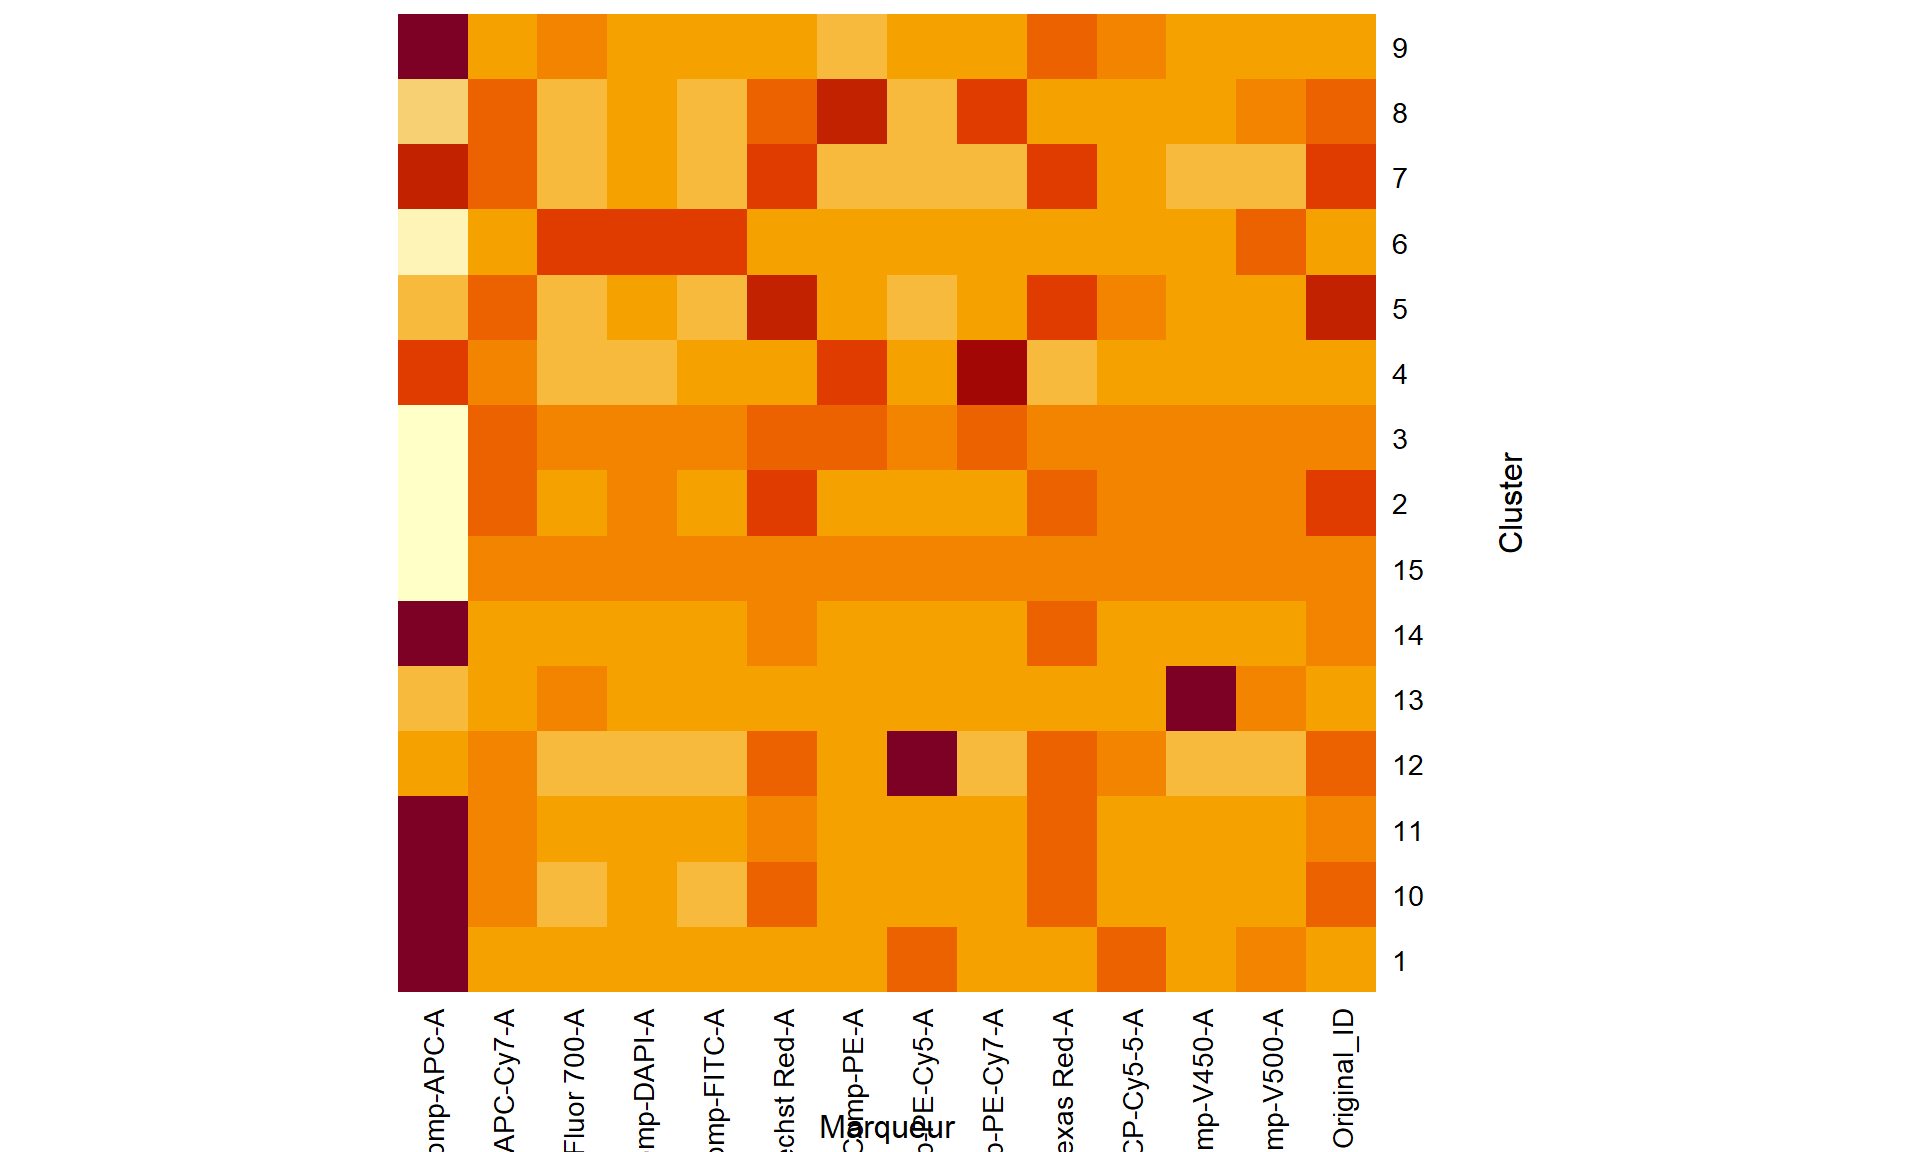 9
8
7
6
5
4
3
2
15
14
13
12
11
10
1
Cluster
omp-APC-A
APC-Cy7-A
Fluor 700-A
mp-DAPI-A
omp-FITC-A
echst Red-A
Comp-PE-A
p-PE-Cy5-A
p-PE-Cy7-A
exas Red-A
CP-Cy5-5-A
mp-V450-A
mp-V500-A
Original_ID
Marqueur